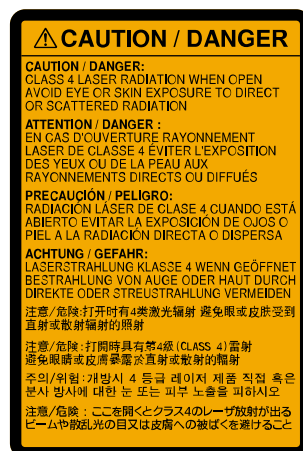 ⚠ CAUTION / DANGER
CAUTION / DANGER:
CLASS 4 LASER RADIATION WHEN OPEN
AVOID EYE OR SKIN EXPOSURE TO DIRECT
OR SCATTERED RADIATION
ATTENTION / DANGER :
EN CAS D'OUVERTURE RAYONNEMENT
LASER DE CLASSE 4 ÉVITER L'EXPOSITION
DES YEUX OU DE LA PEAU AUX
RAYONNEMENTS DIRECTS OU DIFFUÉS
PRECAUCIÓN / PELIGRO:
RADIACIÓN LÁSER DE CLASE 4 CUANDO ESTÁ
ABIERTO EVITAR LA EXPOSICIÓN DE OJOS O
PIEL A LA RADIACIÓN DIRECTA O DISPERSA
ACHTUNG / GEFAHR:
LASERSTRAHLUNG KLASSE 4 WENN GEÖFFNET
BESTRAHLUNG VON AUGE ODER HAUT DURCH
DIREKTE ODER STREUSTRAHLUNG VERMEIDEN
注意/危险:打开时有4类激光辐射 避免眼或皮肤受到
直射或散射辐射的照射
注意/危険:打開時具有第4級(CLASS 4)雷射
避免眼睛或皮膚暴露於直射或散射的輻射
주의/위험:개방시 4 등급 레이저 제품 직접 혹은
분사 방사에 대한 눈 또는 피부 노출을 피하시오
注意/危険：ここを開くとクラス4のレーザ放射が出る
ビームや散乱光の目又は皮膚への被ばくを避けること